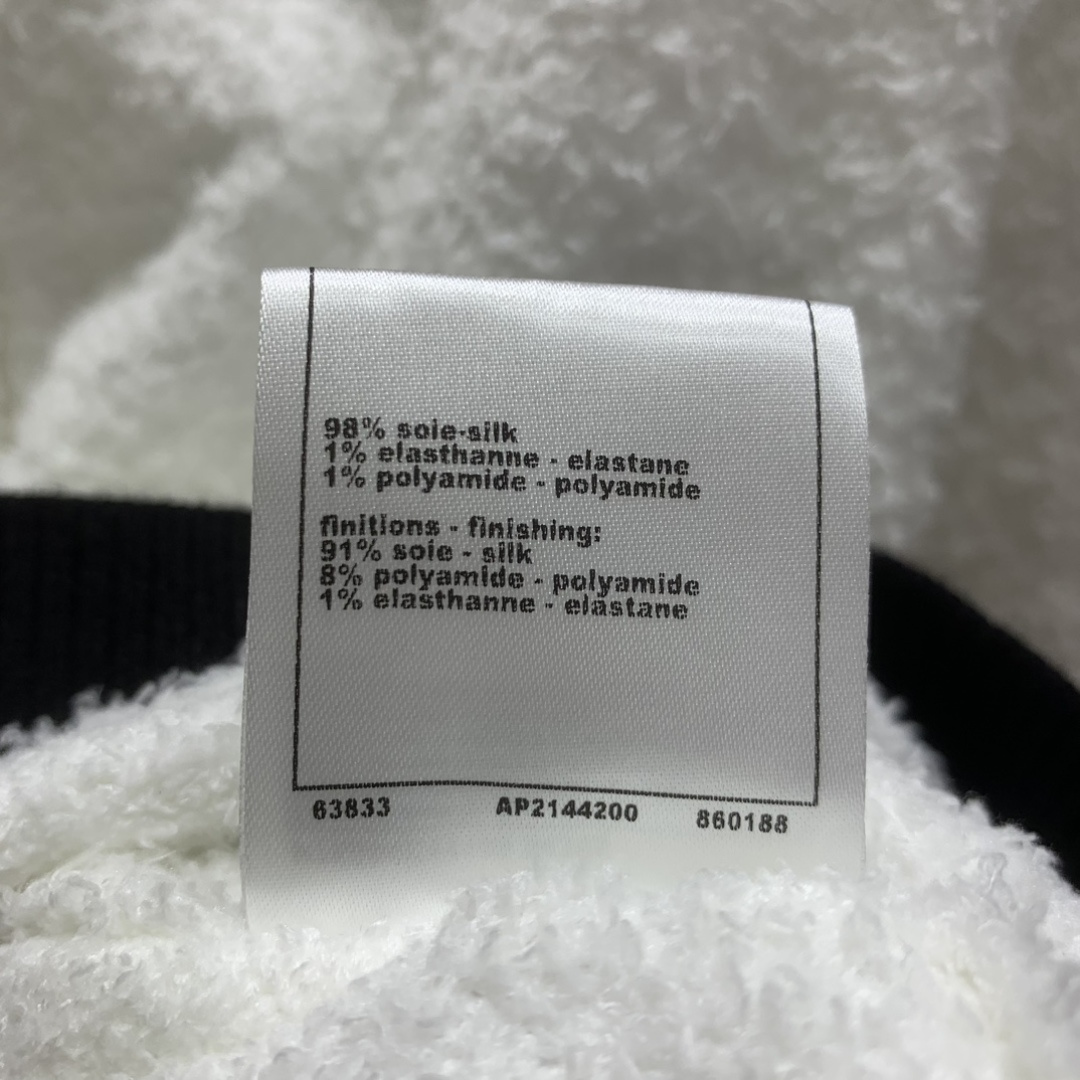 98% soie-silk
1% elasthanne - elastane
1% polyamide - polyamide
finitions - finishing:
91% soie - silk
8% polyamide - polyamide
1% elasthanne - elastane
63833 AP2144200 860188